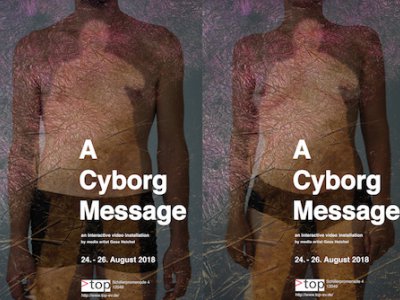 A
Cyborg
Message
an interactive video installation
by media artist Gosa Heichel
24. - 26. August 2018
>top
Schillerpromenade 4
12049
http://www.top-ev.de/
A
Cyborg
Message
an interactive video installation
by media artist Gosa Heichel
24. - 26. August 2018
>top
Schillerpromenade 4
12049
http://www.top-ev.de/